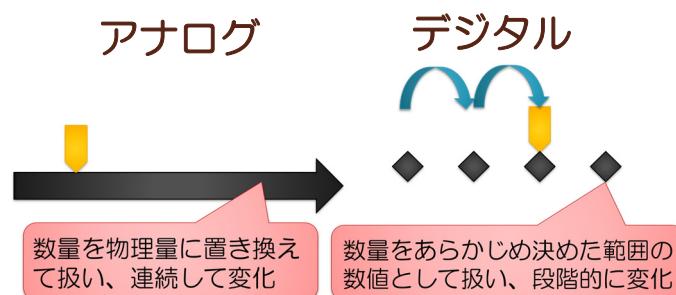 アナログ
デジタル
数量を物理量に置き換え
て扱い、連続して変化
数量をあらかじめ決めた範囲の
数値として扱い、段階的に変化